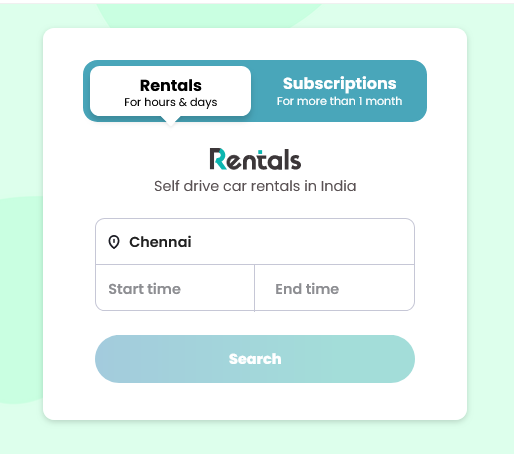 Rentals
For hours & days
Subscriptions
For more than 1 month
Rentals
Self drive car rentals in India
Chennai
Start time
End time
Search